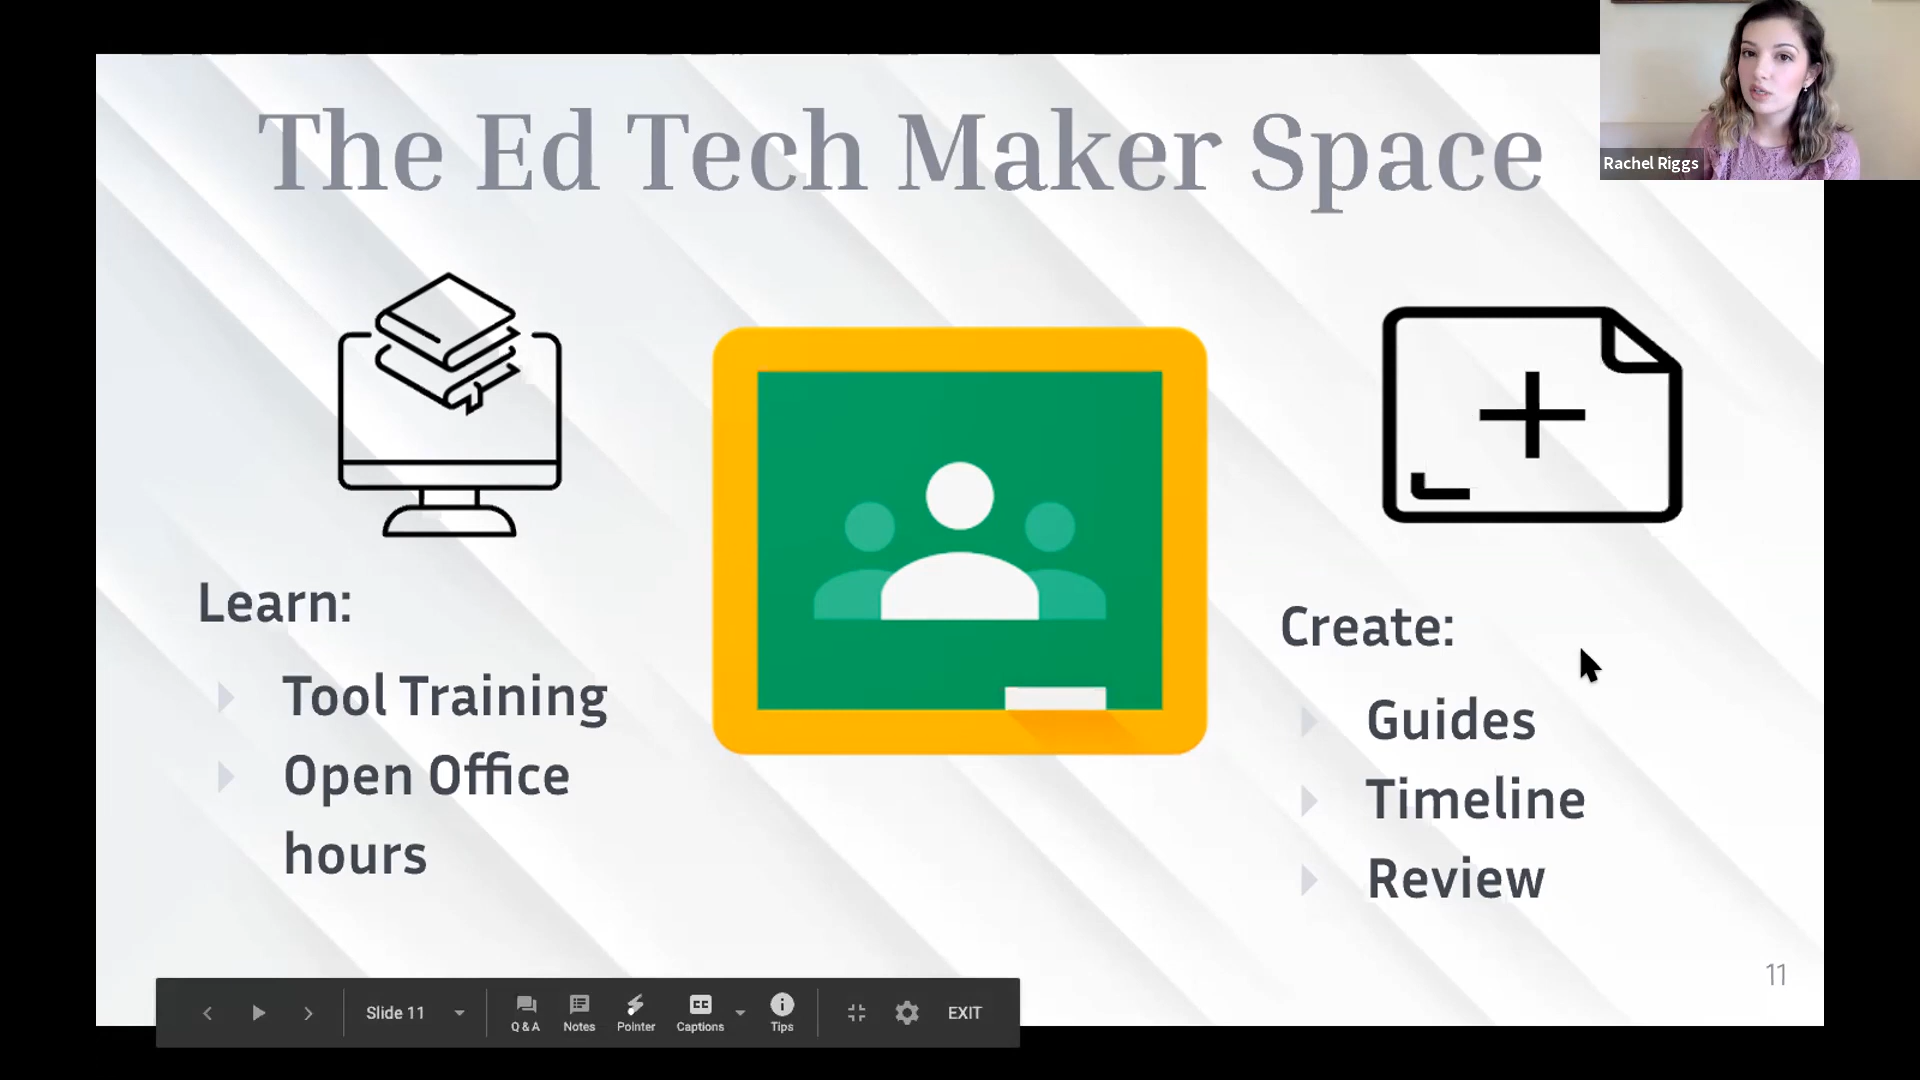 The Ed Tech Maker Space
Rachel Riggs
Learn:
Tool Training
Open Office
hours
Create:
Guides
Timeline
Review
11
Slide 11
Q & A
Notes
Pointer
Captions
Tips
EXIT